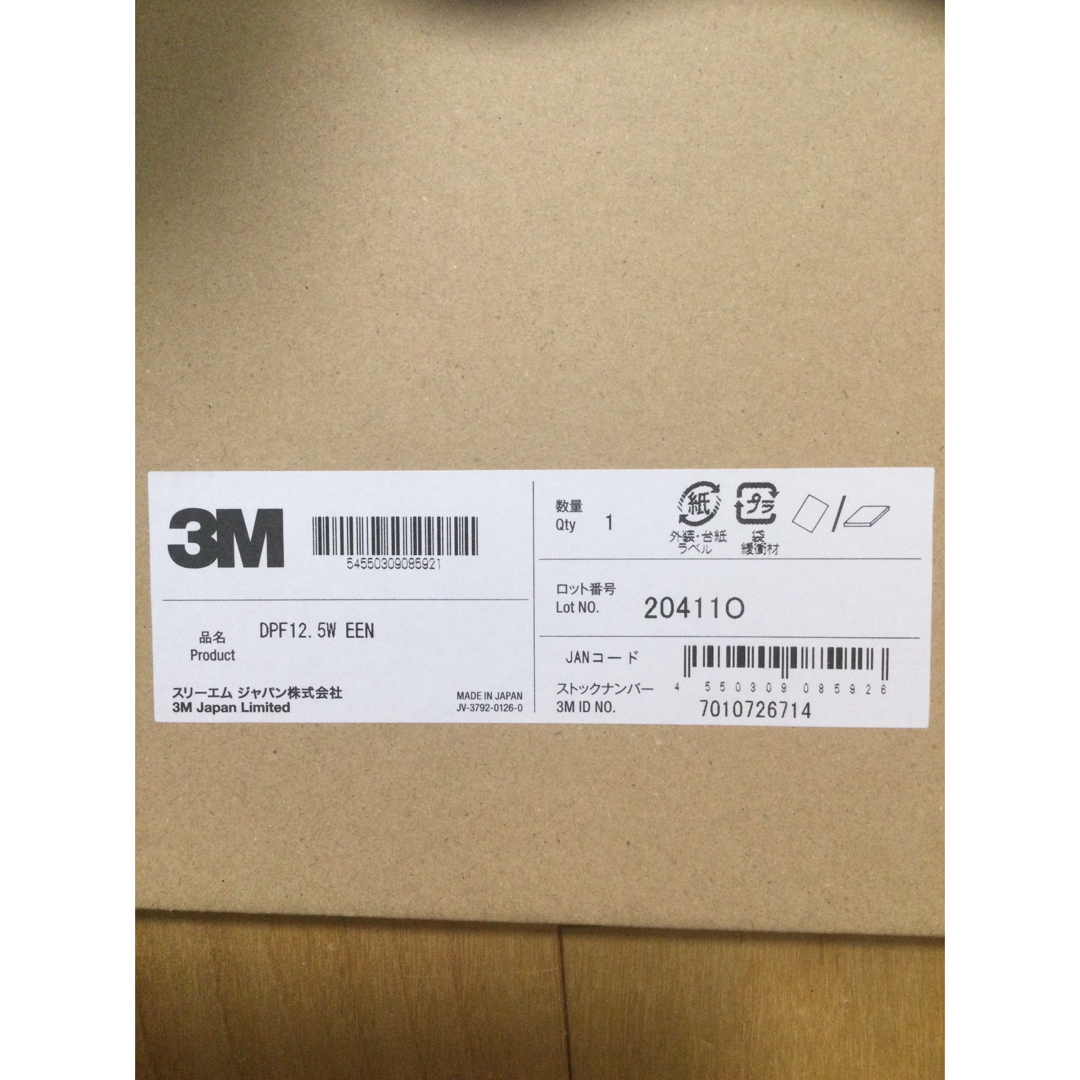 3M
54550309085921
品名
Product
DPF12.5W EEN
スリーエム ジャパン株式会社
3M Japan Limited
MADE IN JAPAN
JV-3792-0126-0
数量
Qty 1
紙
外装・台紙
ラベル
プラ
袋
緩衝材
ロット番号
Lot NO. 204110
JANコード
4 550309 085926
ストックナンバー
3M ID NO. 7010726714